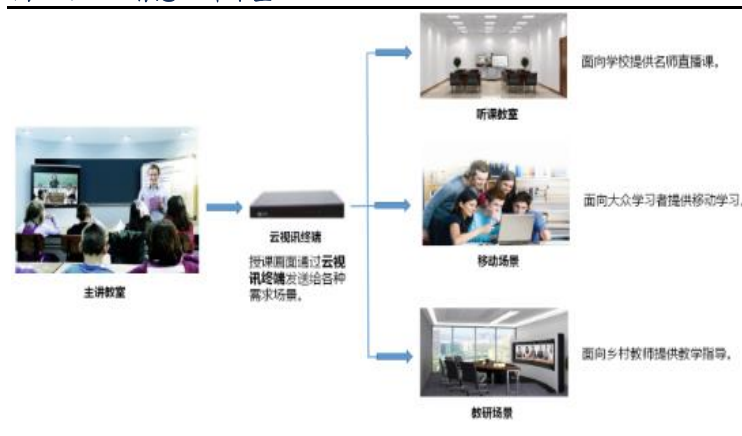 面向学校提供名师直播课。
听课教室
云视讯终端
授课画面通过云视
讯终端发送给各种
需求场景。
主讲教室
面向大众学习者提供移动学习
移动场景
面向乡村教师提供教学指导。
教研场景